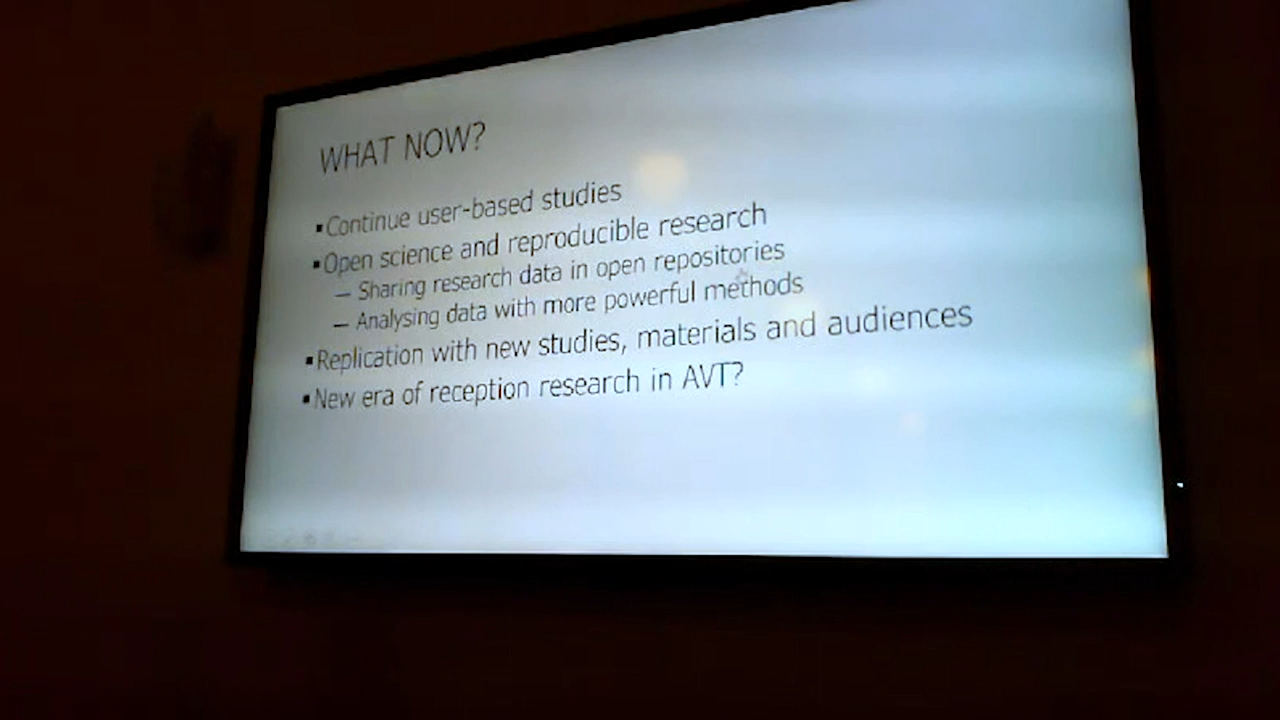 WHAT NOW?
▪Continue user-based studies
▪Open science and reproducible research
– Sharing research data in open repositories
– Analysing data with more powerful methods
▪Replication with new studies, materials and audiences
▪New era of reception research in AVT?